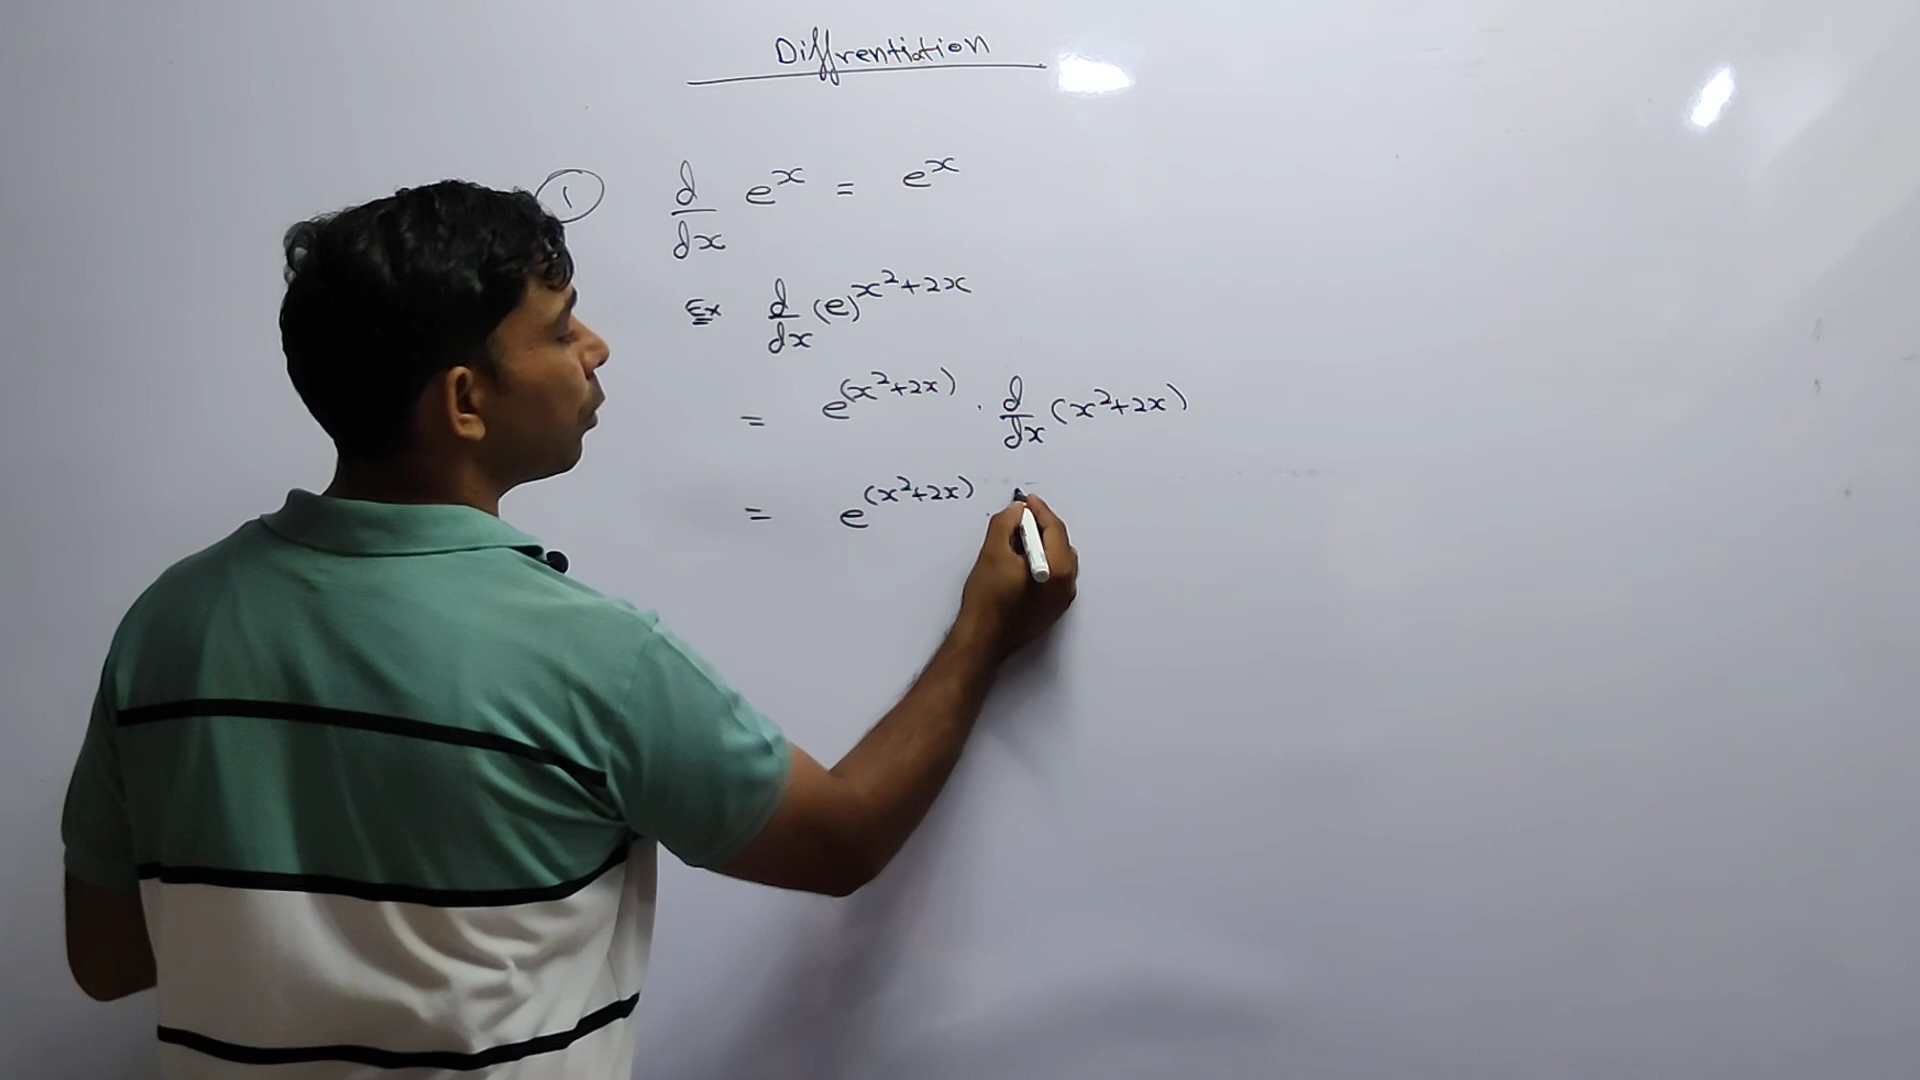 Diffrentiation
① d/dx e^x = e^x
Ex d/dx (e)^x²+2x
= e^(x²+2x) · d/dx (x²+2x)
= e^(x²+2x) ·